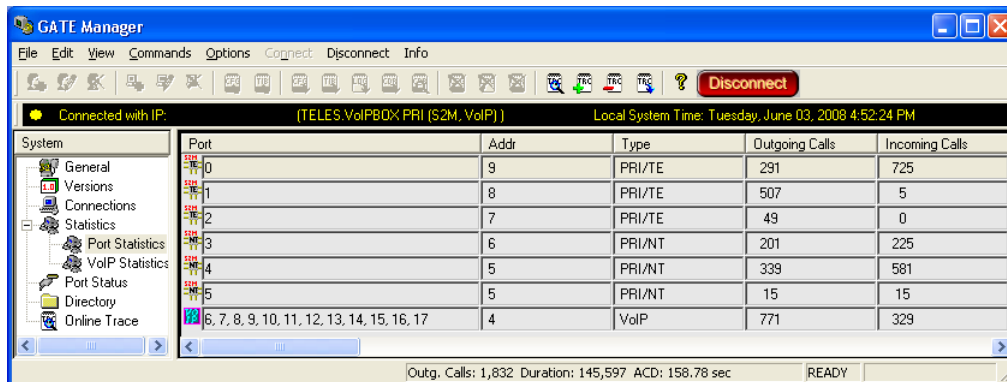 GATE Manager
File Edit View Commands Options Connect Disconnect Info
Disconnect
Connected with IP: (TELES.VoIPBOX PRI (S2M, VoIP) ) Local System Time: Tuesday, June 03, 2008 4:52:24 PM
System Port Addr Type Outgoing Calls Incoming Calls
General
Versions
Connections
Statistics
Port Statistics
VoIP Statistics
Port Status
Directory
Online Trace
0 9 PRI/TE 291 725
1 8 PRI/TE 507 5
2 7 PRI/TE 49 0
3 6 PRI/NT 201 225
4 5 PRI/NT 339 581
5 5 PRI/NT 15 15
6, 7, 8, 9, 10, 11, 12, 13, 14, 15, 16, 17 4 VoIP 771 329
Outg. Calls: 1,832 Duration: 145,597 ACD: 158.78 sec READY